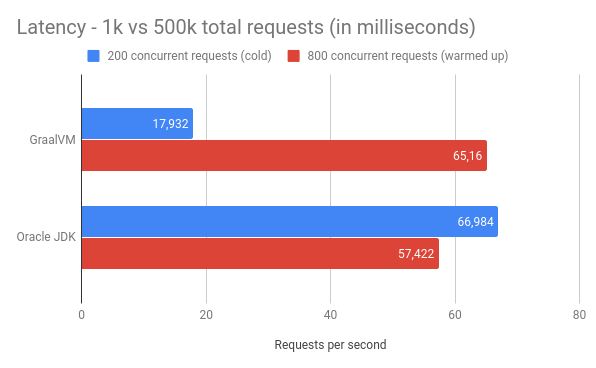 Latency - 1k vs 500k total requests (in milliseconds)
200 concurrent requests (cold)
800 concurrent requests (warmed up)
GraalVM
17,932
65,16
Oracle JDK
66,984
57,422
0
20
40
60
80
Requests per second